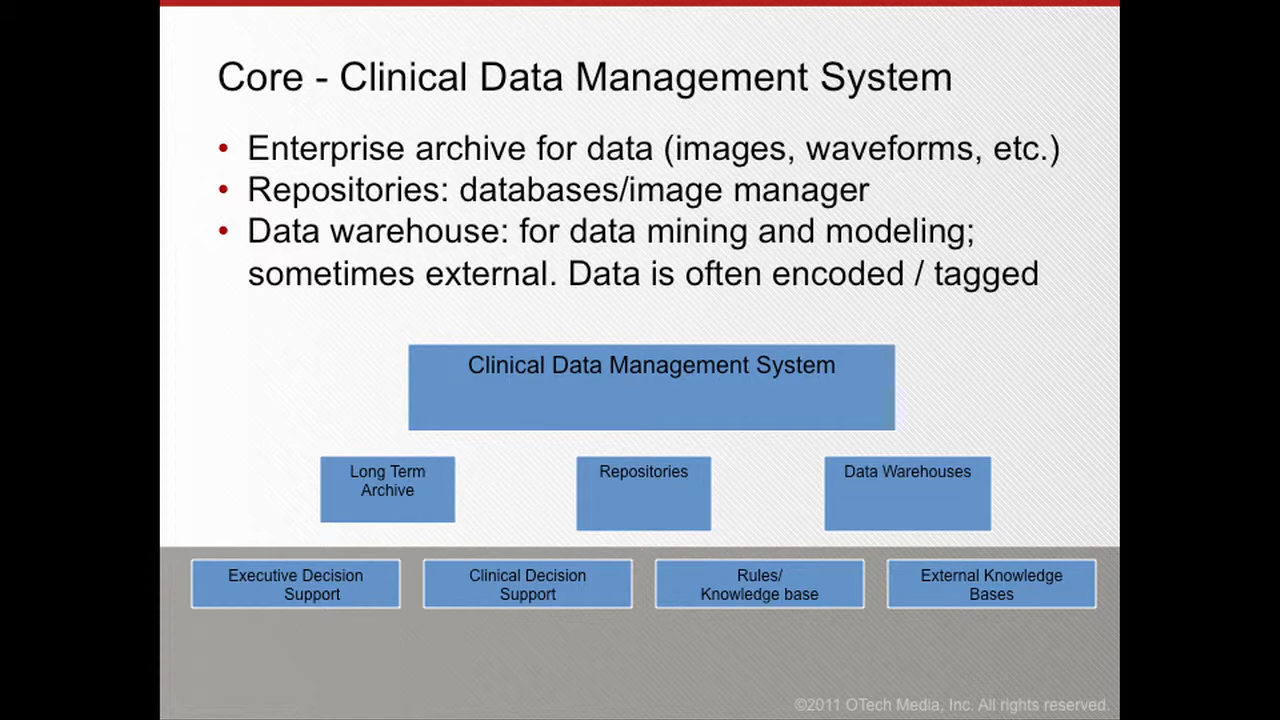 Core - Clinical Data Management System
• Enterprise archive for data (images, waveforms, etc.)
• Repositories: databases/image manager
• Data warehouse: for data mining and modeling;
sometimes external. Data is often encoded / tagged
Clinical Data Management System
Long Term
Archive
Repositories
Data Warehouses
Executive Decision
Support
Clinical Decision
Support
Rules/
Knowledge base
External Knowledge
Bases
©2011 OTech Media, Inc. All rights reserved.